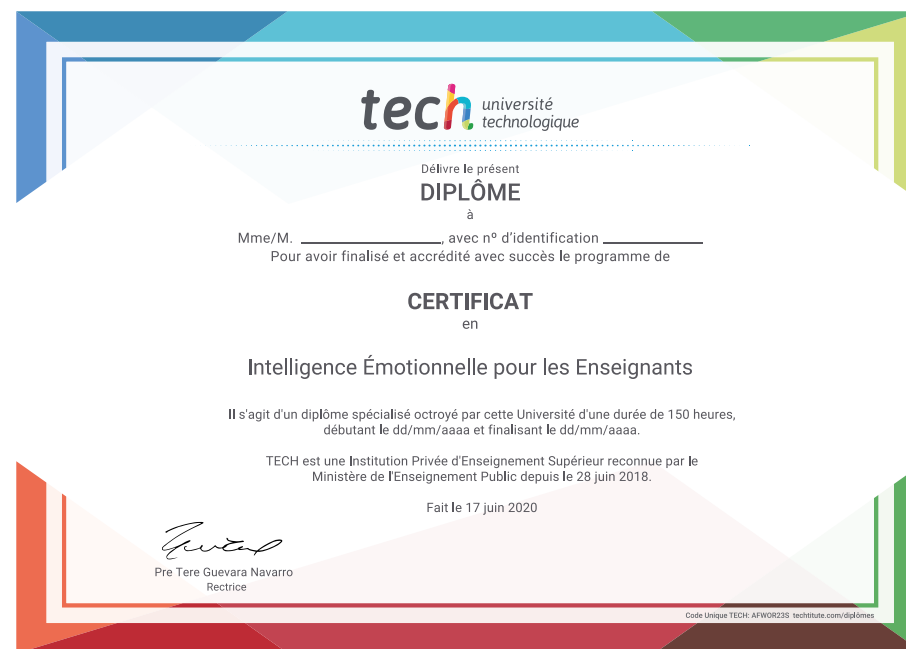 tech université
technologique
Délivre le présent
DIPLÔME
à
Mme/M. ____________________, avec nº d'identification ______________
Pour avoir finalisé et accrédité avec succès le programme de
CERTIFICAT
en
Intelligence Émotionnelle pour les Enseignants
Il s'agit d'un diplôme spécialisé octroyé par cette Université d'une durée de 150 heures,
débutant le dd/mm/aaaa et finalisant le dd/mm/aaaa.
TECH est une Institution Privée d'Enseignement Supérieur reconnue par le
Ministère de l'Enseignement Public depuis le 28 juin 2018.
Fait le 17 juin 2020
Pre Tere Guevara Navarro
Rectrice
Code Unique TECH: AFWOR23S techtitute.com/diplômes